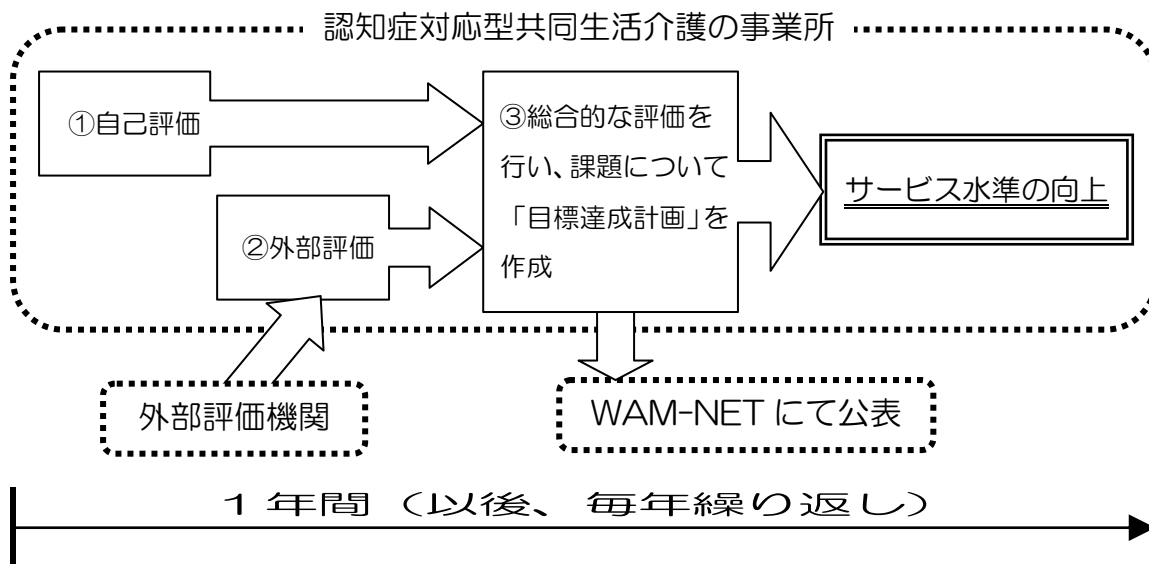 認知症対応型共同生活介護の事業所
①自己評価
②外部評価
③総合的な評価を
行い、課題について
「目標達成計画」を
作成
サービス水準の向上
外部評価機関
WAM-NETにて公表
1年間(以後、毎年繰り返し)